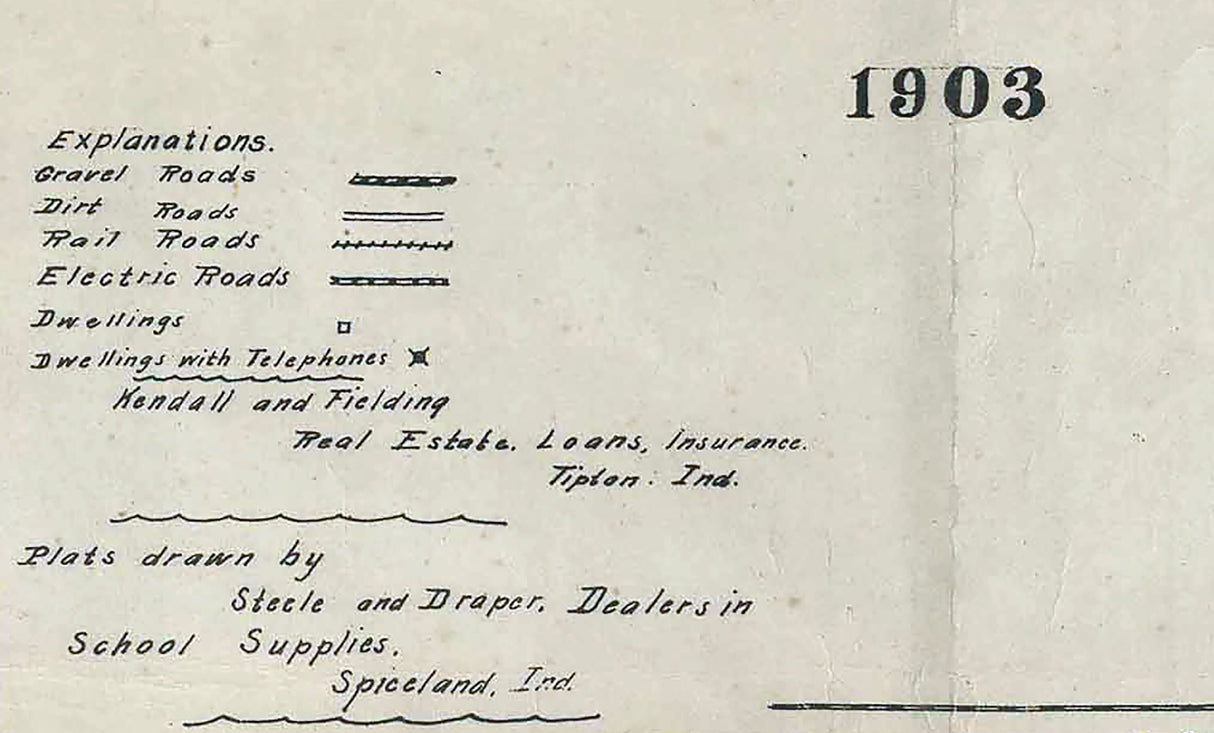 1903
Explanations.
Gravel Roads
Dirt Roads
Rail Roads
Electric Roads
Dwellings
Dwellings with Telephones
Kendall and Fielding
Real Estate. Loans, Insurance.
Tipton: Ind.
Plats drawn by
Steele and Draper. Dealers in
School Supplies.
Spiceland, Ind.